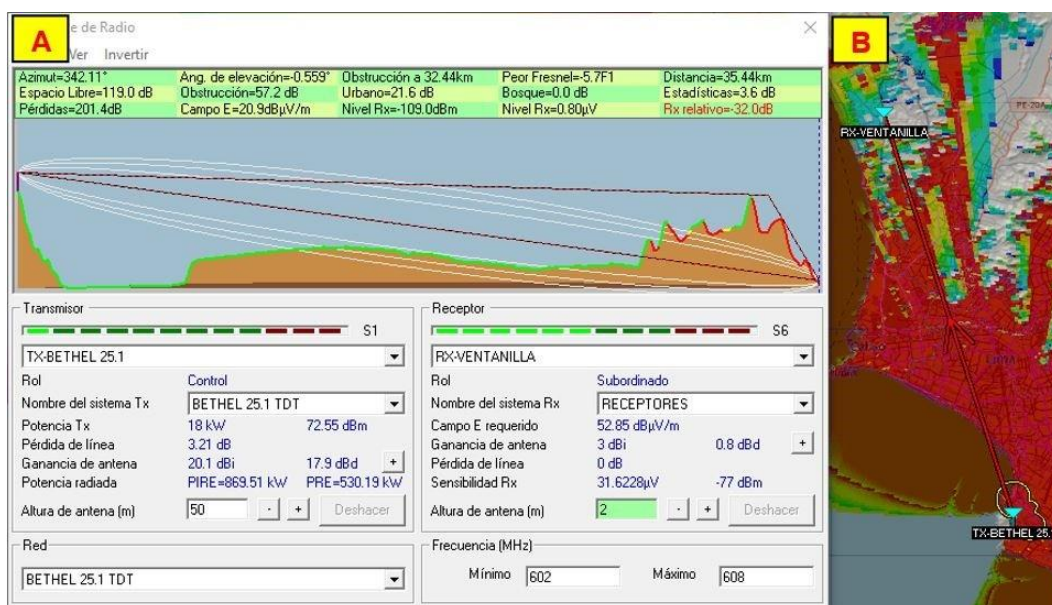 A
e de Radio
Ver Invertir
Azimut=342.11° Ang. de elevación=-0.559° Obstrucción a 32.44km Peor Fresnel=-5.7F1 Distancia=35.44km
Espacio Libre=119.0 dB Obstrucción=57.2 dB Urbano=21.6 dB Bosque=0.0 dB Estadísticas=3.6 dB
Pérdidas=201.4dB Campo E=20.9dBµV/m Nivel Rx=-109.0dBm Nivel Rx=0.80µV Rx relativo=-32.0dB
Transmisor
S1
TX-BETHEL 25.1
Rol Control
Nombre del sistema Tx BETHEL 25.1 TDT
Potencia Tx 18 kW 72.55 dBm
Pérdida de línea 3.21 dB
Ganancia de antena 20.1 dBi 17.9 dBd +
Potencia radiada PIRE=869.51 kW PRE=530.19 kW
Altura de antena (m) 50 - + Deshacer
Red
BETHEL 25.1 TDT
Receptor
S6
RX-VENTANILLA
Rol Subordinado
Nombre del sistema Rx RECEPTORES
Campo E requerido 52.85 dBµV/m
Ganancia de antena 3 dBi 0.8 dBd +
Pérdida de línea 0 dB
Sensibilidad Rx 31.6228µV -77 dBm
Altura de antena (m) 2 - + Deshacer
Frecuencia (MHz)
Mínimo 602 Máximo 608
B
PE-20A
RX-VENTANILLA
TX-BETHEL 25.1